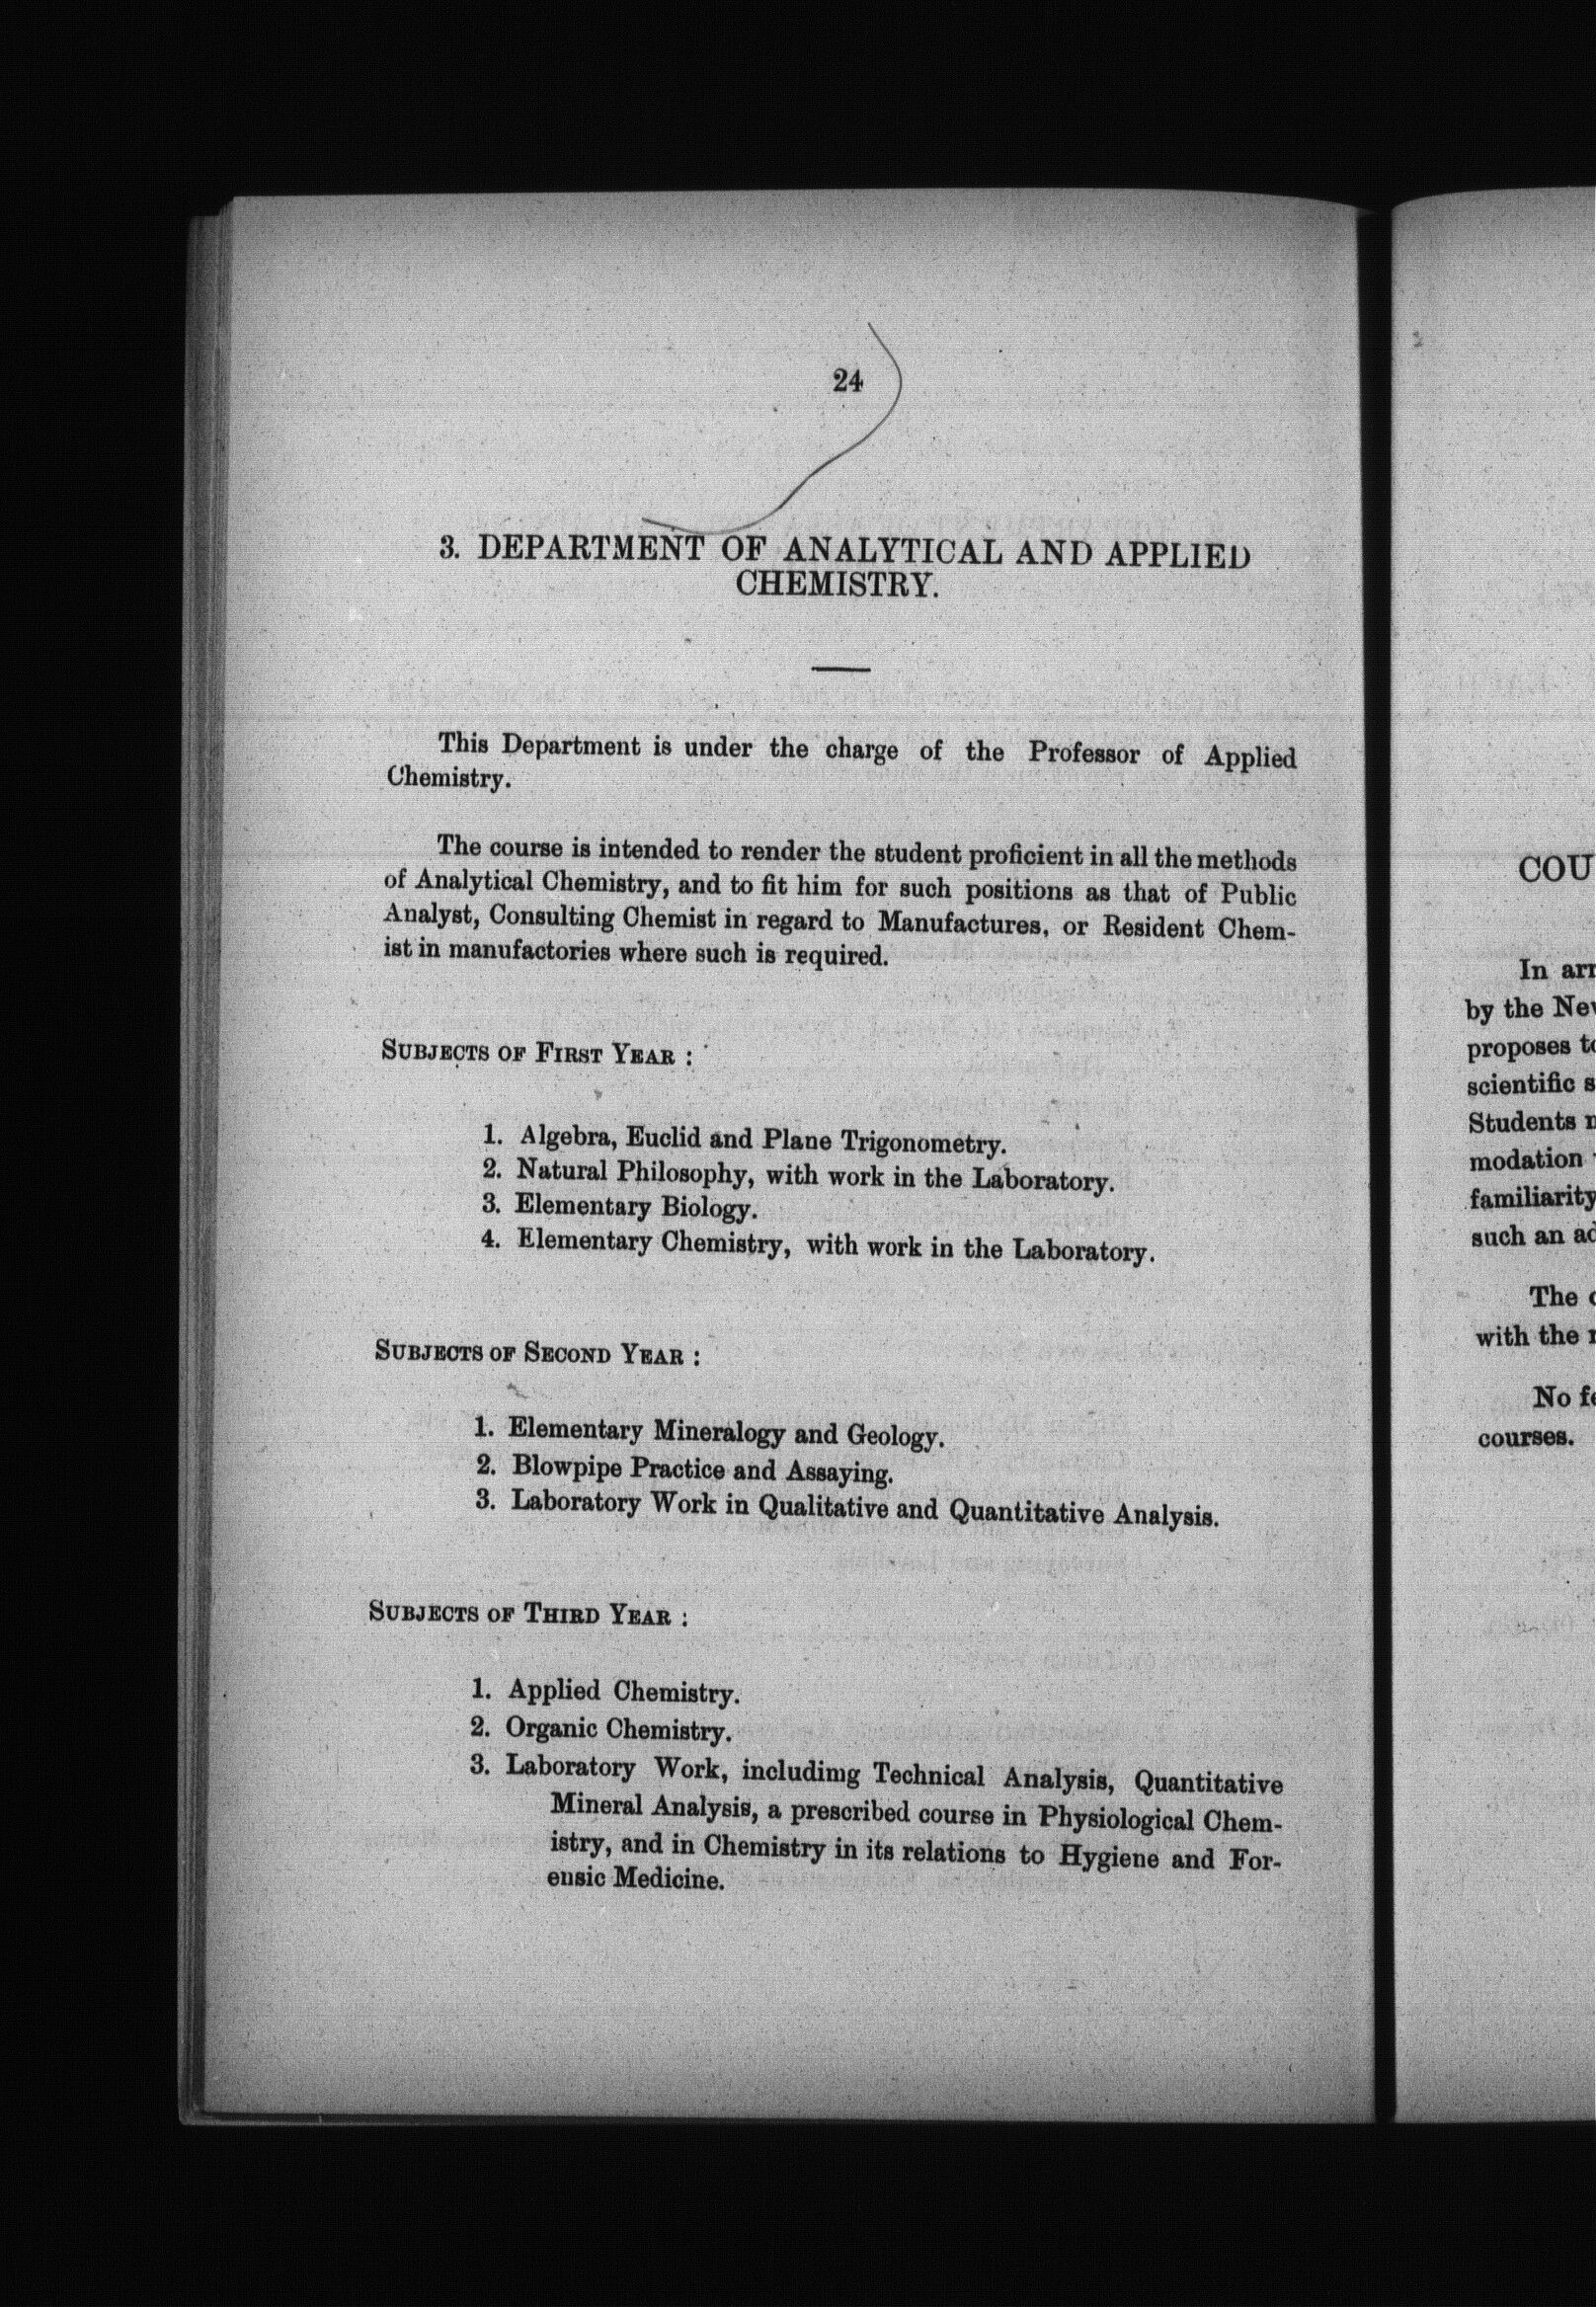 24
3. DEPARTMENT OF ANALYTICAL AND APPLIED
CHEMISTRY.
This Department is under the charge of the Professor of Applied
Chemistry.
The course is intended to render the student proficient in all the methods
of Analytical Chemistry, and to fit him for such positions as that of Public
Analyst, Consulting Chemist in regard to Manufactures, or Resident Chem-
ist in manufactories where such is required.
SUBJECTS OF FIRST YEAR :
1. Algebra, Euclid and Plane Trigonometry.
2. Natural Philosophy, with work in the Laboratory.
3. Elementary Biology.
4. Elementary Chemistry, with work in the Laboratory.
SUBJECTS OF SECOND YEAR :
1. Elementary Mineralogy and Geology.
2. Blowpipe Practice and Assaying.
3. Laboratory Work in Qualitative and Quantitative Analysis.
SUBJECTS OF THIRD YEAR :
1. Applied Chemistry.
2. Organic Chemistry.
3. Laboratory Work, includimg Technical Analysis, Quantitative
Mineral Analysis, a prescribed course in Physiological Chem-
istry, and in Chemistry in its relations to Hygiene and For-
ensic Medicine.
COU
In arr
by the Ne
proposes to
scientific s
Students
modation
familiarity
such an ad
The
with the
No fe
courses.